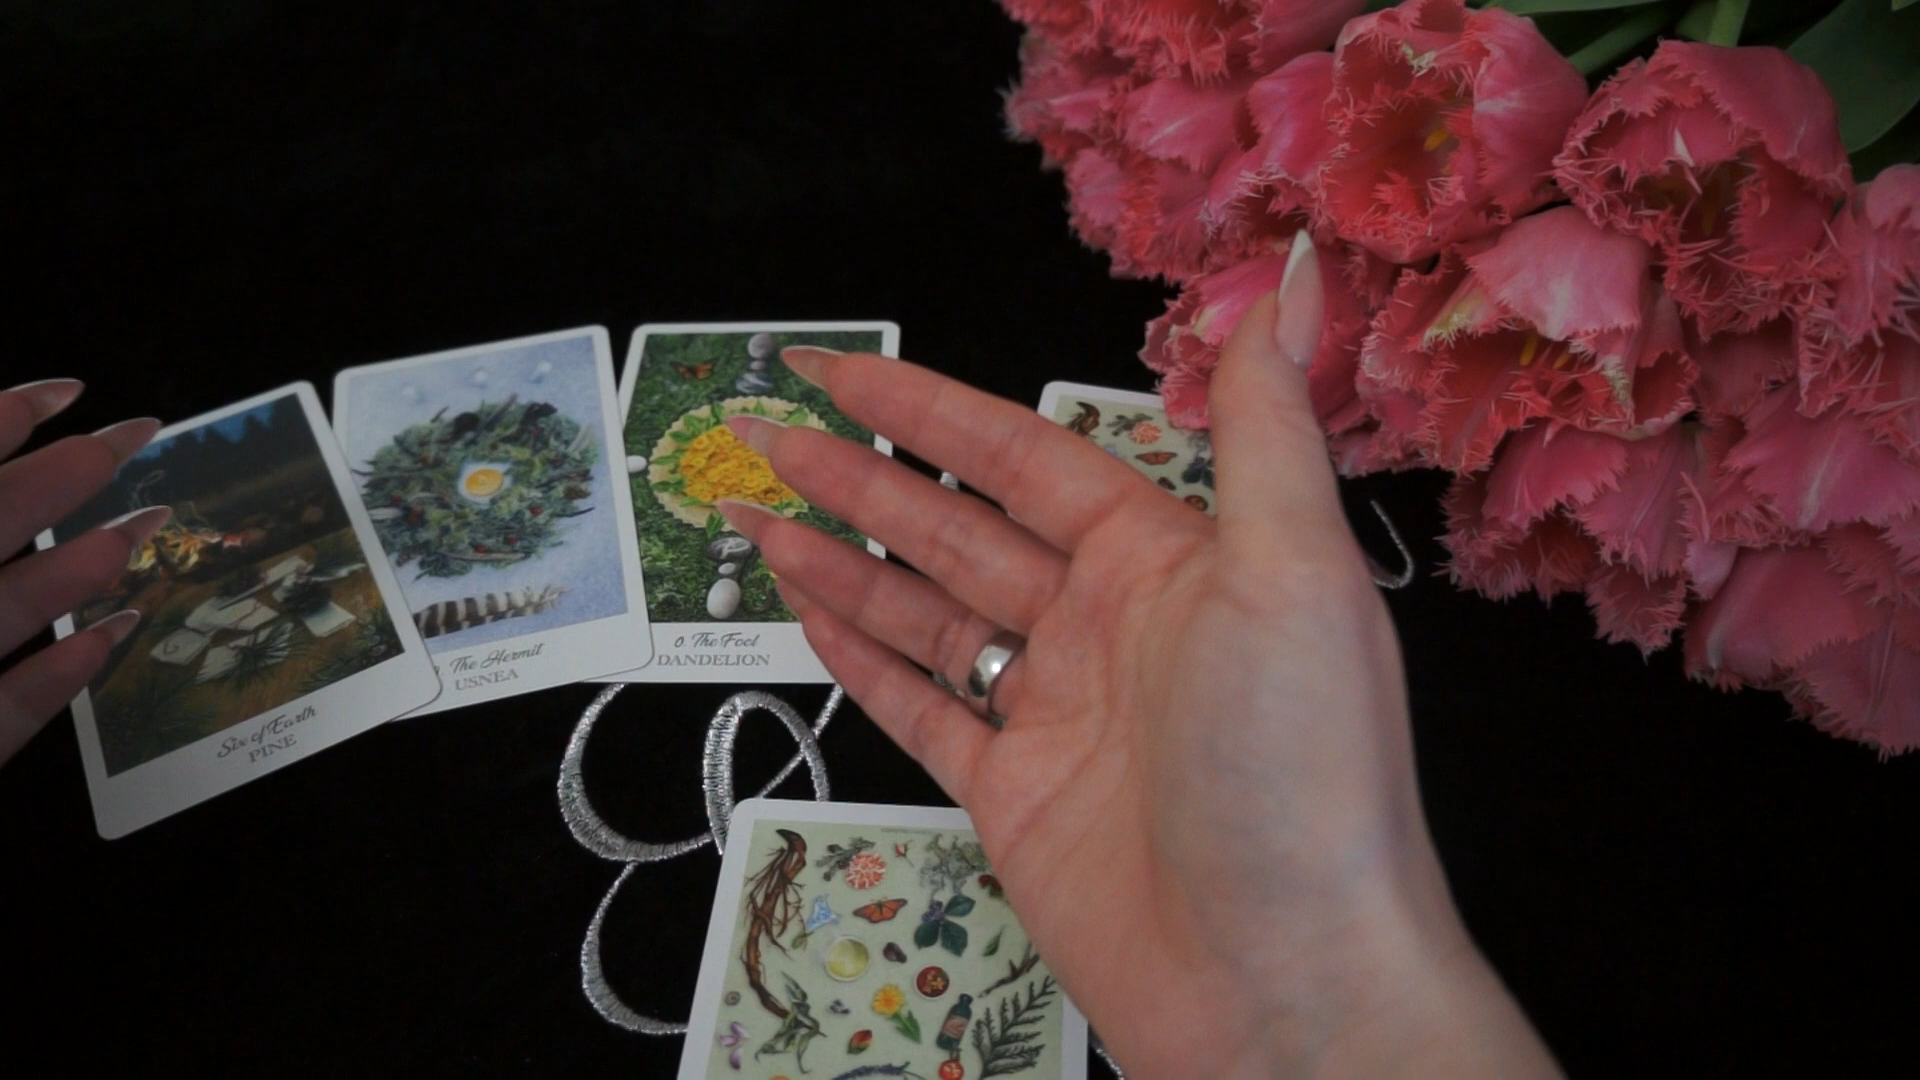 Six of Earth
PINE
The Hermit
USNEA
0. The Fool
DANDELION